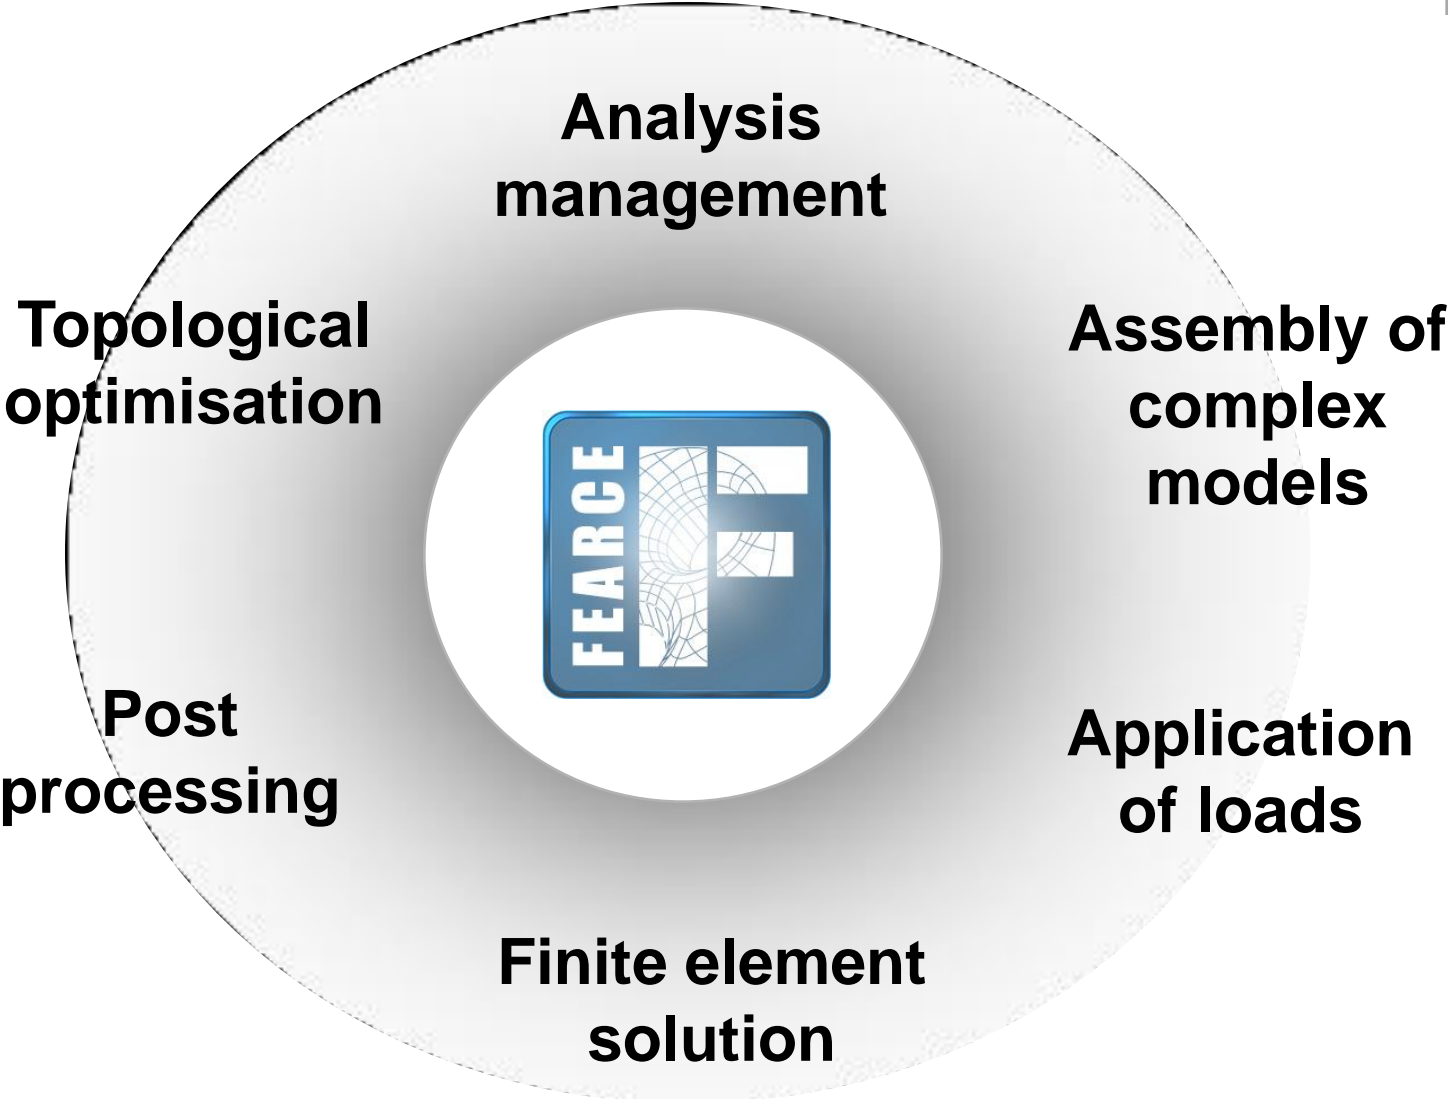 Analysis
management
Topological
optimisation
Assembly of
complex
models
FEARCE
Post
processing
Application
of loads
Finite element
solution